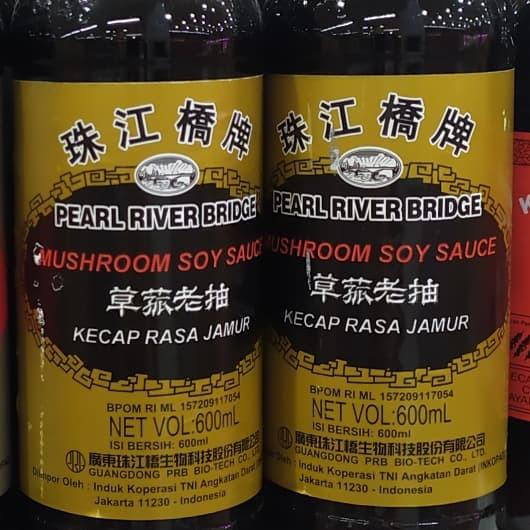 珠江橋牌
PEARL RIVER BRIDGE
MUSHROOM SOY SAUCE
草菰老抽
KECAP RASA JAMUR
BPOM RI ML 157209117054
NET VOL:600mL
ISI BERSIH: 600ml
廣東珠江橋生物科技股份有限公司
GUANGDONG PRB BIO-TECH CO., LTD.
Diimpor Oleh : Induk Koperasi TNI Angkatan Darat (INKOPAD)
Jakarta 11230 - Indonesia
珠江橋牌
PEARL RIVER BRIDGE
MUSHROOM SOY SAUCE
草菰老抽
KECAP RASA JAMUR
BPOM RI ML 157209117054
NET VOL:600mL
ISI BERSIH: 600ml
廣東珠江橋生物科技股份有限公司
GUANGDONG PRB BIO-TECH CO., LTD.
Oleh : Induk Koperasi TNI Angkatan Darat (INKOPAD
Jakarta 11230 - Indonesia